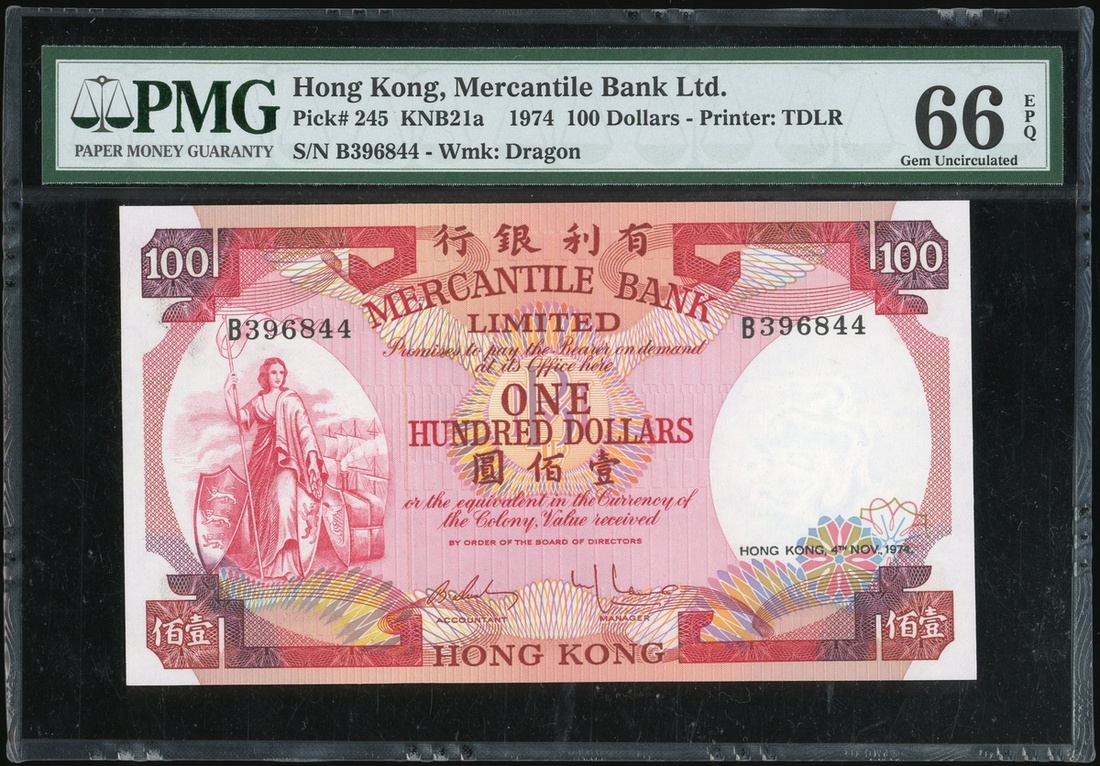 PMG
PAPER MONEY GUARANTY
Hong Kong, Mercantile Bank Ltd.
Pick# 245 KNB21a 1974 100 Dollars - Printer: TDLR
S/N B396844 - Wmk: Dragon
66 EPQ
Gem Uncirculated
100
行銀利有
100
MERCANTILE BANK
LIMITED
B396844
B396844
Promises to pay the Bearer on demand
at its Office here
ONE
HUNDRED DOLLARS
圓佰壹
or the equivalent in the Currency of
the Colony, Value received
BY ORDER OF THE BOARD OF DIRECTORS
HONG KONG, 4TH NOV., 1974.
ACCOUNTANT
MANAGER
佰壹
HONG KONG
佰壹